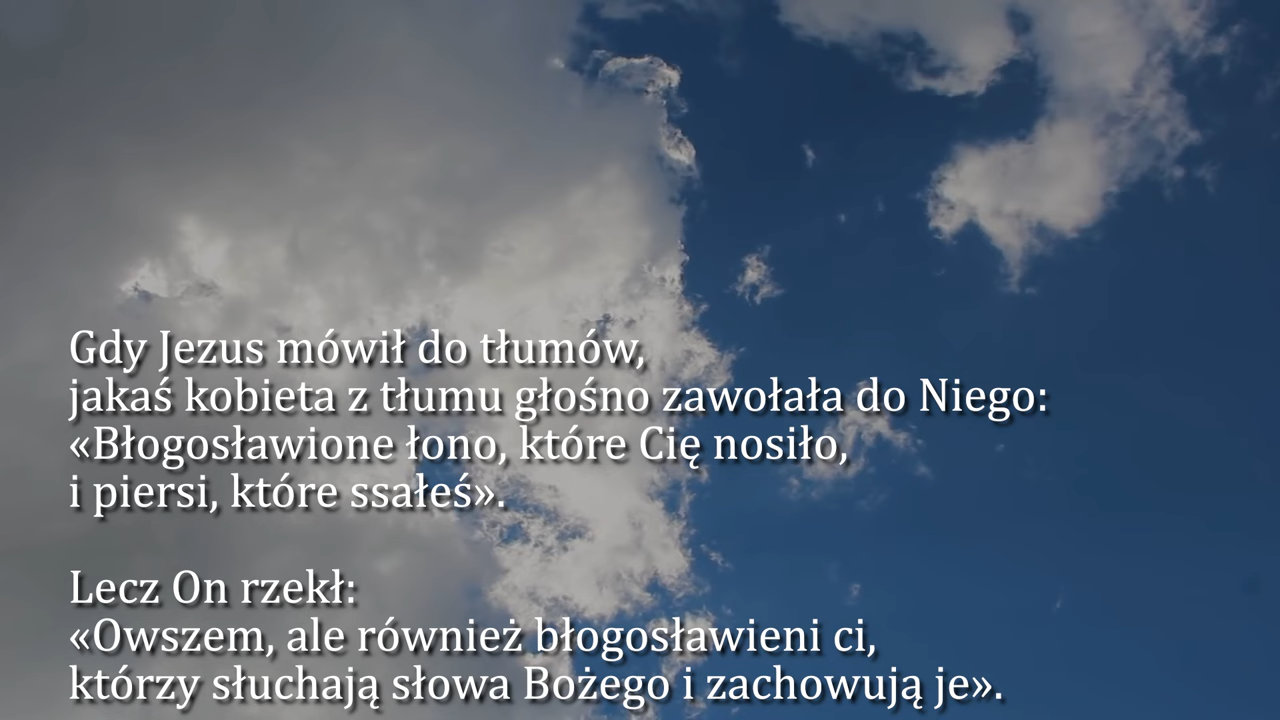 Gdy Jezus mówił do tłumów,
jakaś kobieta z tłumu głośno zawołała do Niego:
«Błogosławione łono, które Cię nosiło,
i piersi, które ssałeś».
Lecz On rzekł:
«Owszem, ale również błogosławieni ci,
którzy słuchają słowa Bożego i zachowują je».